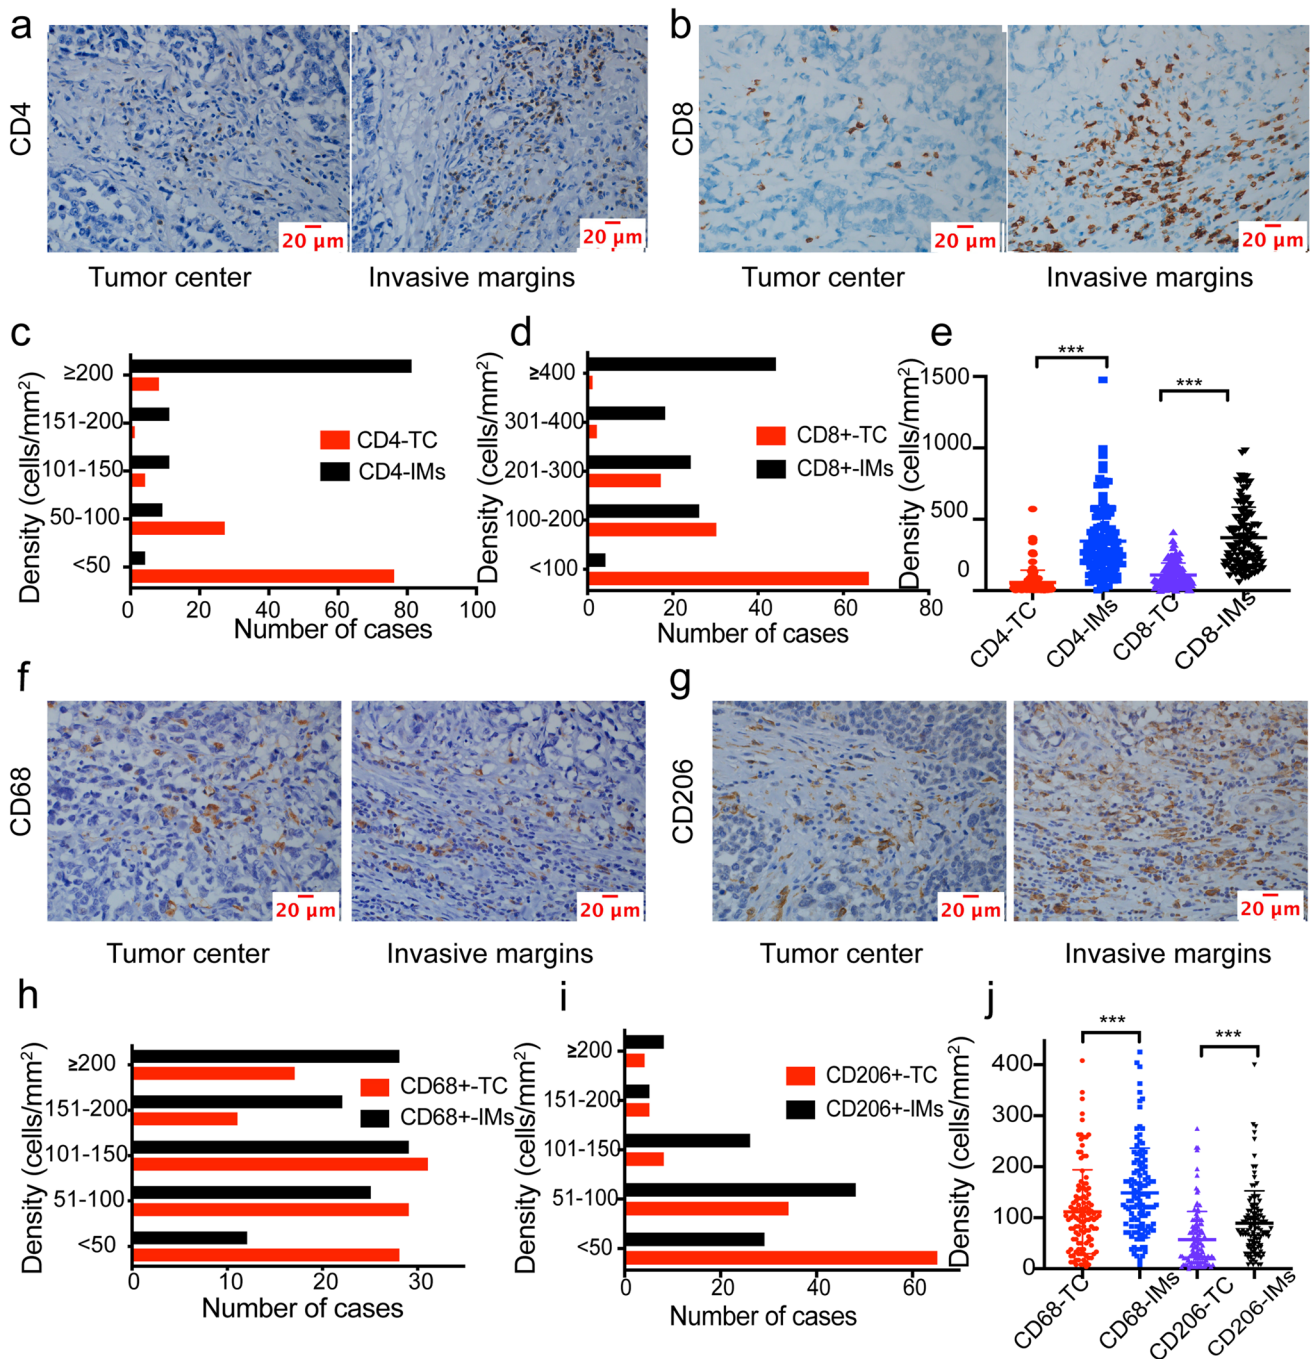 a
b
CD4
CD8
20 µm
20 µm
20 µm
20 µm
Tumor center
Invasive margins
Tumor center
Invasive margins
c
Density (cells/mm²)
≥200
151-200
101-150
50-100
<50
CD4-TC
CD4-IMs
0 20 40 60 80 100
Number of cases
d
Density (cells/mm²)
≥400
301-400
201-300
100-200
<100
CD8+-TC
CD8+-IMs
0 20 40 60 80
Number of cases
e
Density (cells/mm²)
1500
1000
500
0
***
***
CD4-TC
CD4-IMs
CD8-TC
CD8-IMs
f
g
CD68
CD206
20 µm
20 µm
20 µm
20 µm
Tumor center
Invasive margins
Tumor center
Invasive margins
h
Density (cells/mm²)
≥200
151-200
101-150
51-100
<50
CD68+-TC
CD68+-IMs
0 10 20 30
Number of cases
i
Density (cells/mm²)
≥200
151-200
101-150
51-100
<50
CD206+-TC
CD206+-IMs
0 20 40 60
Number of cases
j
Density (cells/mm²)
400
300
200
100
0
***
***
CD68-TC
CD68-IMs
CD206-TC
CD206-IMs